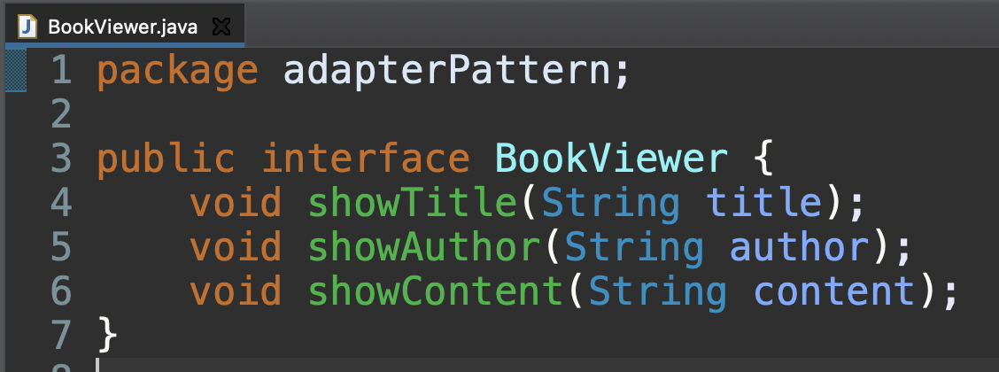 BookViewer.java
1 package adapterPattern;
2
3 public interface BookViewer {
4     void showTitle(String title);
5     void showAuthor(String author);
6     void showContent(String content);
7 }